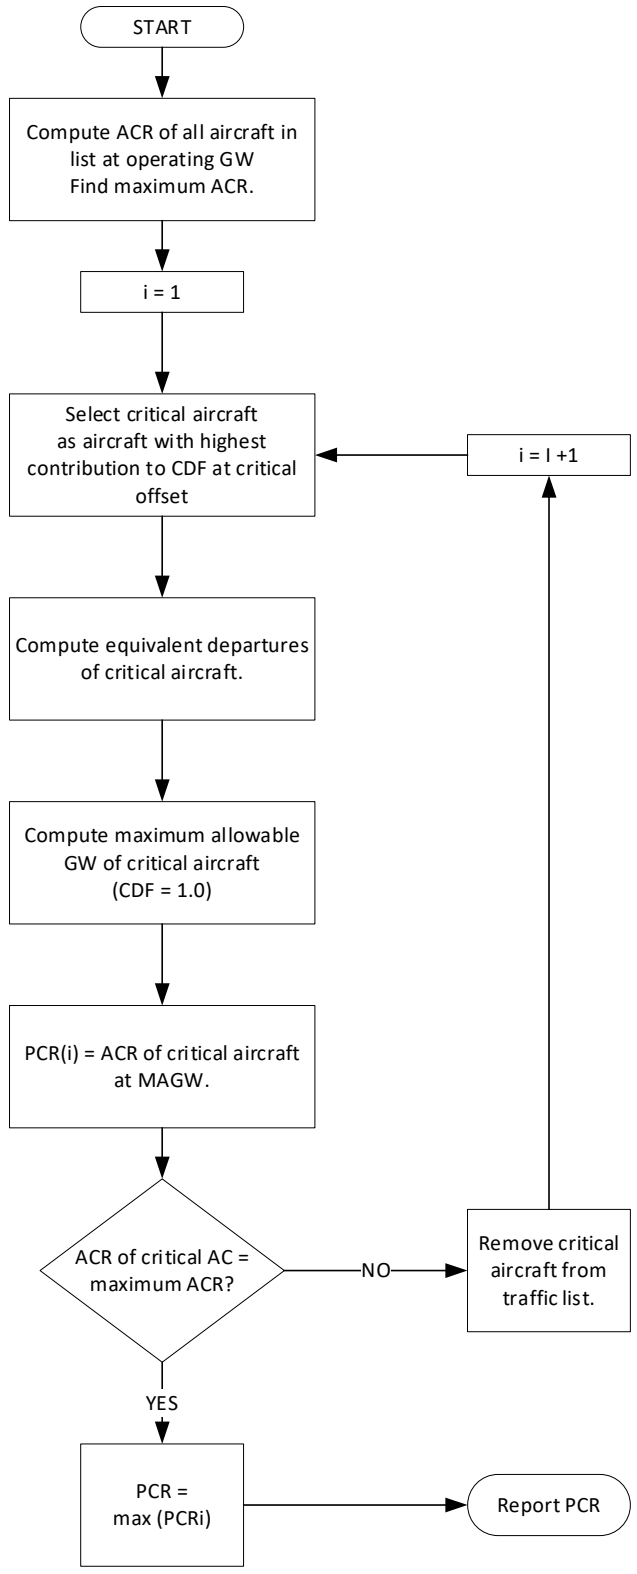 START
Compute ACR of all aircraft in
list at operating GW
Find maximum ACR.
i = 1
Select critical aircraft
as aircraft with highest
contribution to CDF at critical
offset
i = I +1
Compute equivalent departures
of critical aircraft.
Compute maximum allowable
GW of critical aircraft
(CDF = 1.0)
PCR(i) = ACR of critical aircraft
at MAGW.
ACR of critical AC =
maximum ACR?
NO
Remove critical
aircraft from
traffic list.
YES
PCR =
max (PCRi)
Report PCR